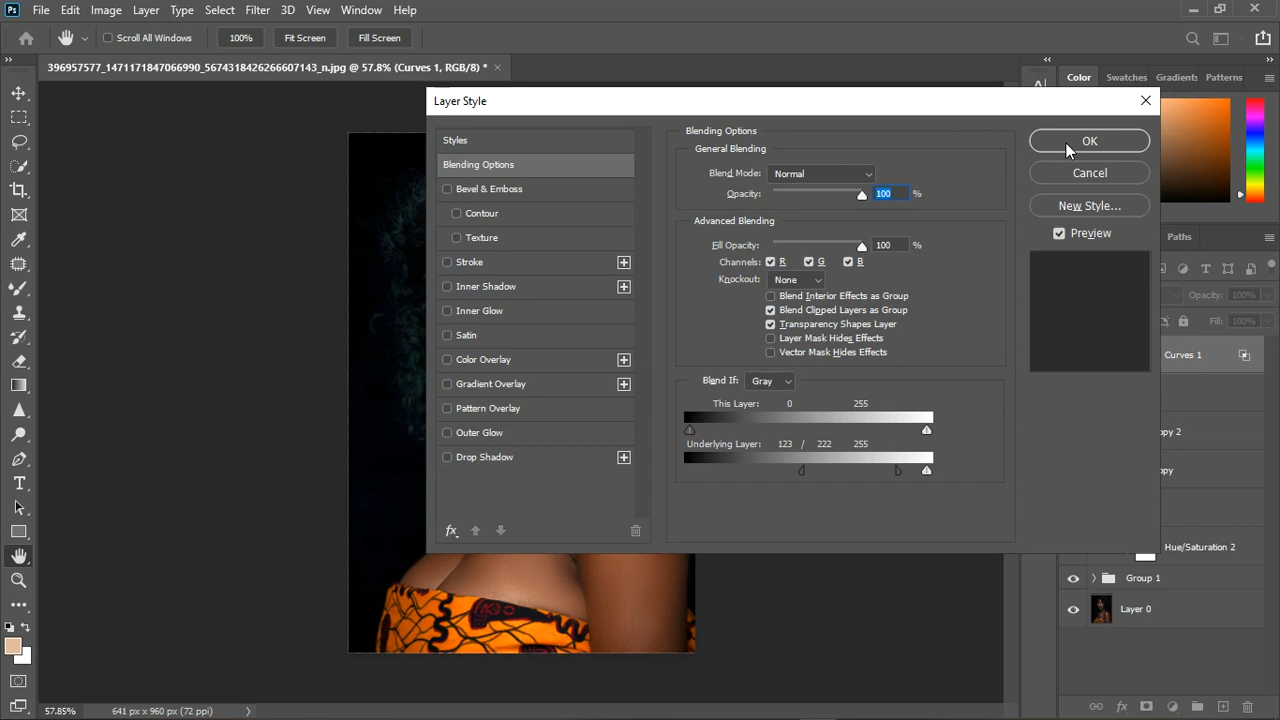 Ps File Edit Image Layer Type Select Filter 3D View Window Help
Scroll All Windows 100% Fit Screen Fill Screen
396957577_1471171847066990_5674318426266607143_n.jpg @ 57.8% (Curves 1, RGB/8) *
Color Swatches Gradients Patterns
Layer Style
Styles
Blending Options
Bevel & Emboss
Contour
Texture
Stroke
Inner Shadow
Inner Glow
Satin
Color Overlay
Gradient Overlay
Pattern Overlay
Outer Glow
Drop Shadow
fx
Blending Options
General Blending
Blend Mode: Normal
Opacity: 100 %
Advanced Blending
Fill Opacity: 100 %
Channels: R G B
Knockout: None
Blend Interior Effects as Group
Blend Clipped Layers as Group
Transparency Shapes Layer
Layer Mask Hides Effects
Vector Mask Hides Effects
Blend If: Gray
This Layer: 0 255
Underlying Layer: 123 / 222 255
OK
Cancel
New Style...
Preview
Paths
Opacity: 100%
Fill: 100%
Curves 1
py 2
py
Hue/Saturation 2
Group 1
Layer 0
fx
57.85% 641 px x 960 px (72 ppi)